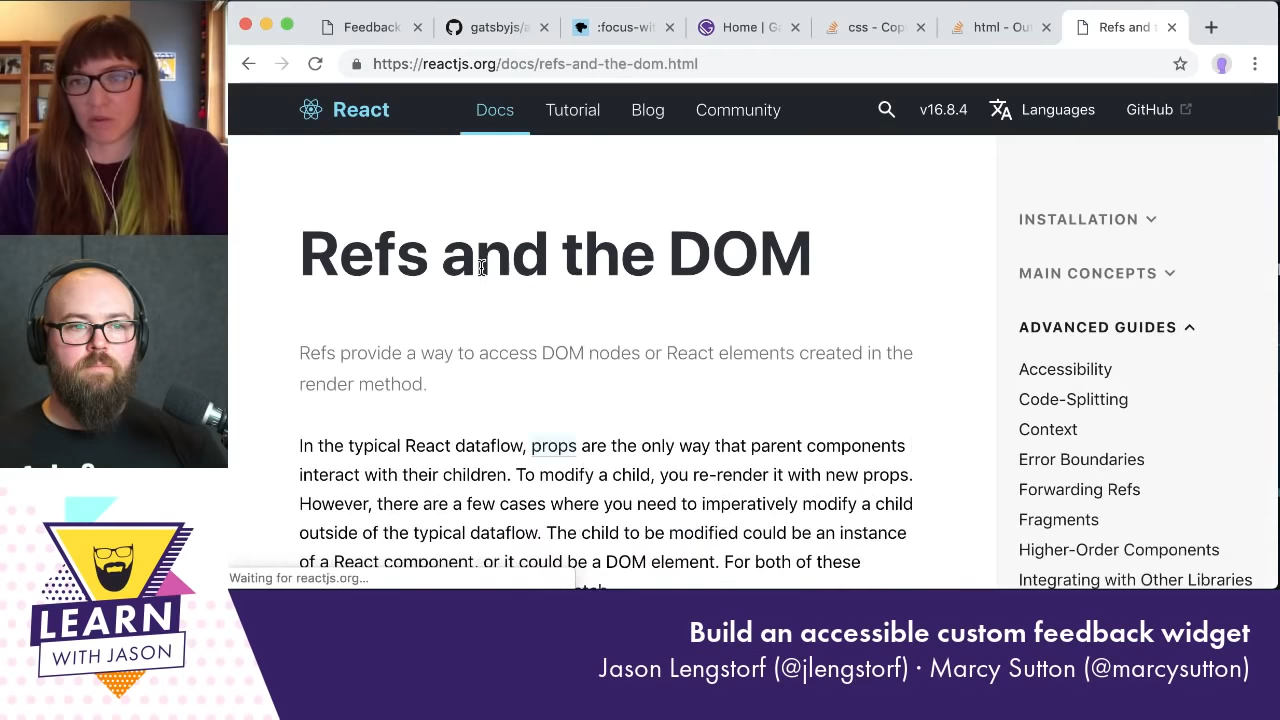 Feedback
gatsbyjs/a
:focus-wit
Home | Ga
css - Cop
html - Out
Refs and t
https://reactjs.org/docs/refs-and-the-dom.html
React
Docs
Tutorial
Blog
Community
v16.8.4
Languages
GitHub
Refs and the DOM
Refs provide a way to access DOM nodes or React elements created in the
render method.
In the typical React dataflow, props are the only way that parent components
interact with their children. To modify a child, you re-render it with new props.
However, there are a few cases where you need to imperatively modify a child
outside of the typical dataflow. The child to be modified could be an instance
of a React component, or it could be a DOM element. For both of these
Waiting for reactjs.org...
INSTALLATION
MAIN CONCEPTS
ADVANCED GUIDES
Accessibility
Code-Splitting
Context
Error Boundaries
Forwarding Refs
Fragments
Higher-Order Components
Integrating with Other Libraries
LEARN
WITH JASON
Build an accessible custom feedback widget
Jason Lengstorf (@jlengstorf) · Marcy Sutton (@marcysutton)